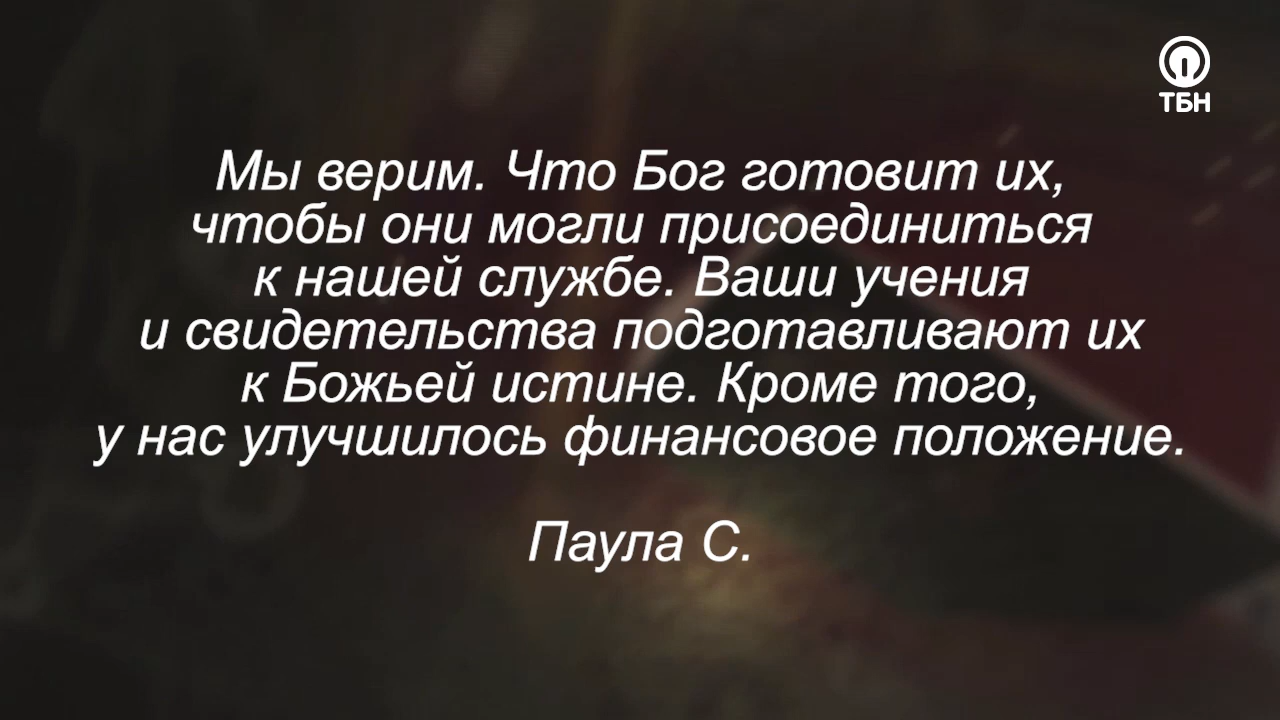 ТБН
Мы верим. Что Бог готовит их,
чтобы они могли присоединиться
к нашей службе. Ваши учения
и свидетельства подготавливают их
к Божьей истине. Кроме того,
у нас улучшилось финансовое положение.
Паула С.